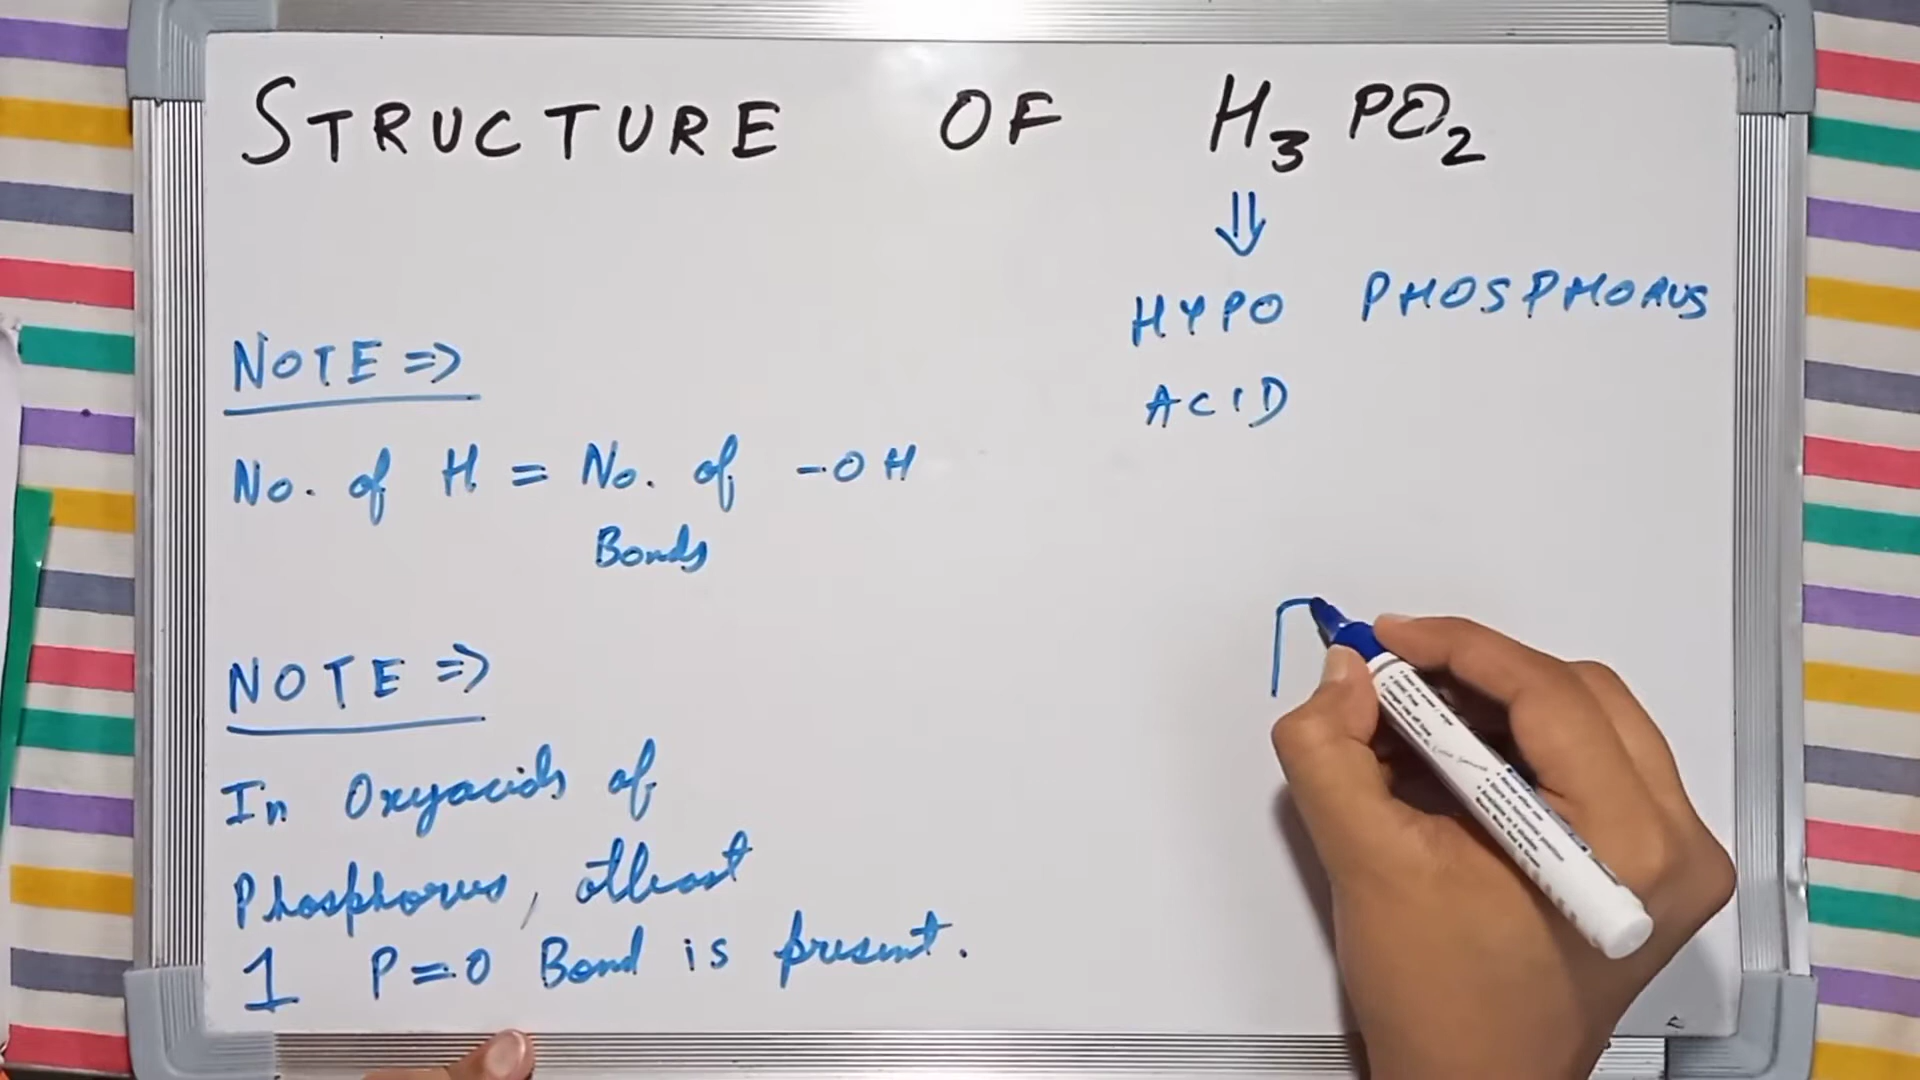 STRUCTURE OF H₃PO₂
⇓
HYPO PHOSPHORUS
ACID
NOTE ⇒
No. of H = No. of -OH
Bonds
NOTE ⇒
In Oxyacids of
Phosphorus, atleast
1 P=O Bond is present.